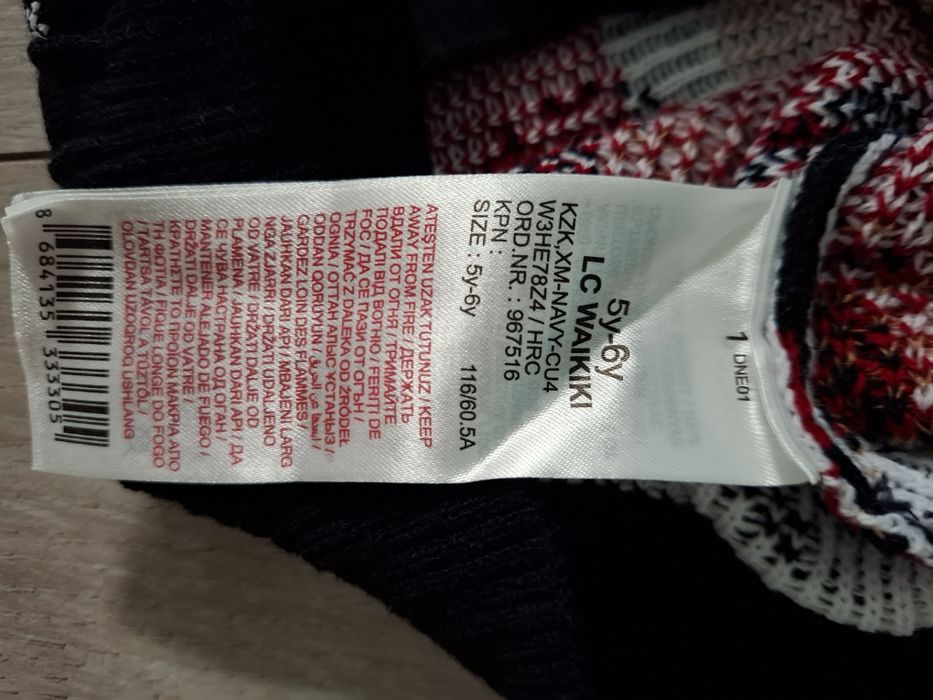 1 DNE01
5y-6y
LC WAIKIKI
KZK,XM-NAVY-CU4
W3HE78Z4 / HRC
ORD.NR. : 967516
KPN :
SIZE : 5y-6y 116/60.5A
ATEŞTEN UZAK TUTUNUZ / KEEP
AWAY FROM FIRE / ДЕРЖАТЬ
ВДАЛИ ОТ ОГНЯ / ТРИМАЙТЕ
ПОДАЛІ ВІД ВОГНЮ / FERIȚI DE
FOC / ДА СЕ ПАЗИ ОТ ОГЪН /
TRZYMAĆ Z DALEKA OD ŹRÓDEŁ
OGNIA / ОТТАН АЛЫС ҰСТАҢЫЗ /
ODDAN QORUYUN / إبعدها عن الحريق /
GARDEZ LOIN DES FLAMMES /
JAUHKAN DARI API / MBAJENI LARG
NGA ZJARRI / DRŽATI UDALJENO
OD VATRE / DRŽATI DALJE OD
PLAMENA / JAUHKAN DARI API / ДА
СЕ ЧУВА НАСТРАНА ОД ОГАН /
MANTENER ALEJADO DE FUEGO /
DRŽATI DALJE OD VATRE /
ΚΡΑΤΗΣΤΕ ΤΟ ΠΡΟΪΟΝ ΜΑΚΡΙΑ ΑΠΟ
ΤΗ ΦΩΤΙΑ / FIQUE LONGE DO FOGO
/ TARTSA TÁVOL A TŰZTŐL /
OLOVDAN UZOQROQ USHLANG
8 684135 333305